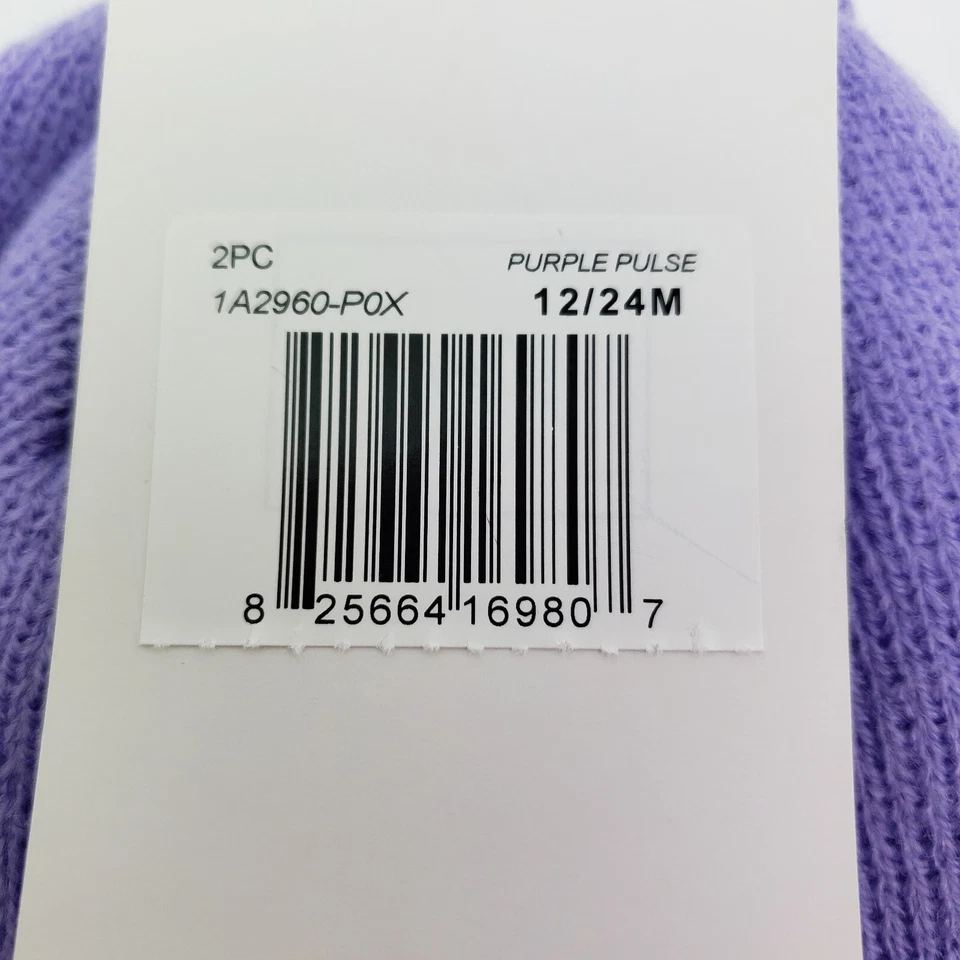 2PC PURPLE PULSE
1A2960-P0X 12/24M
8 25664 16980 7